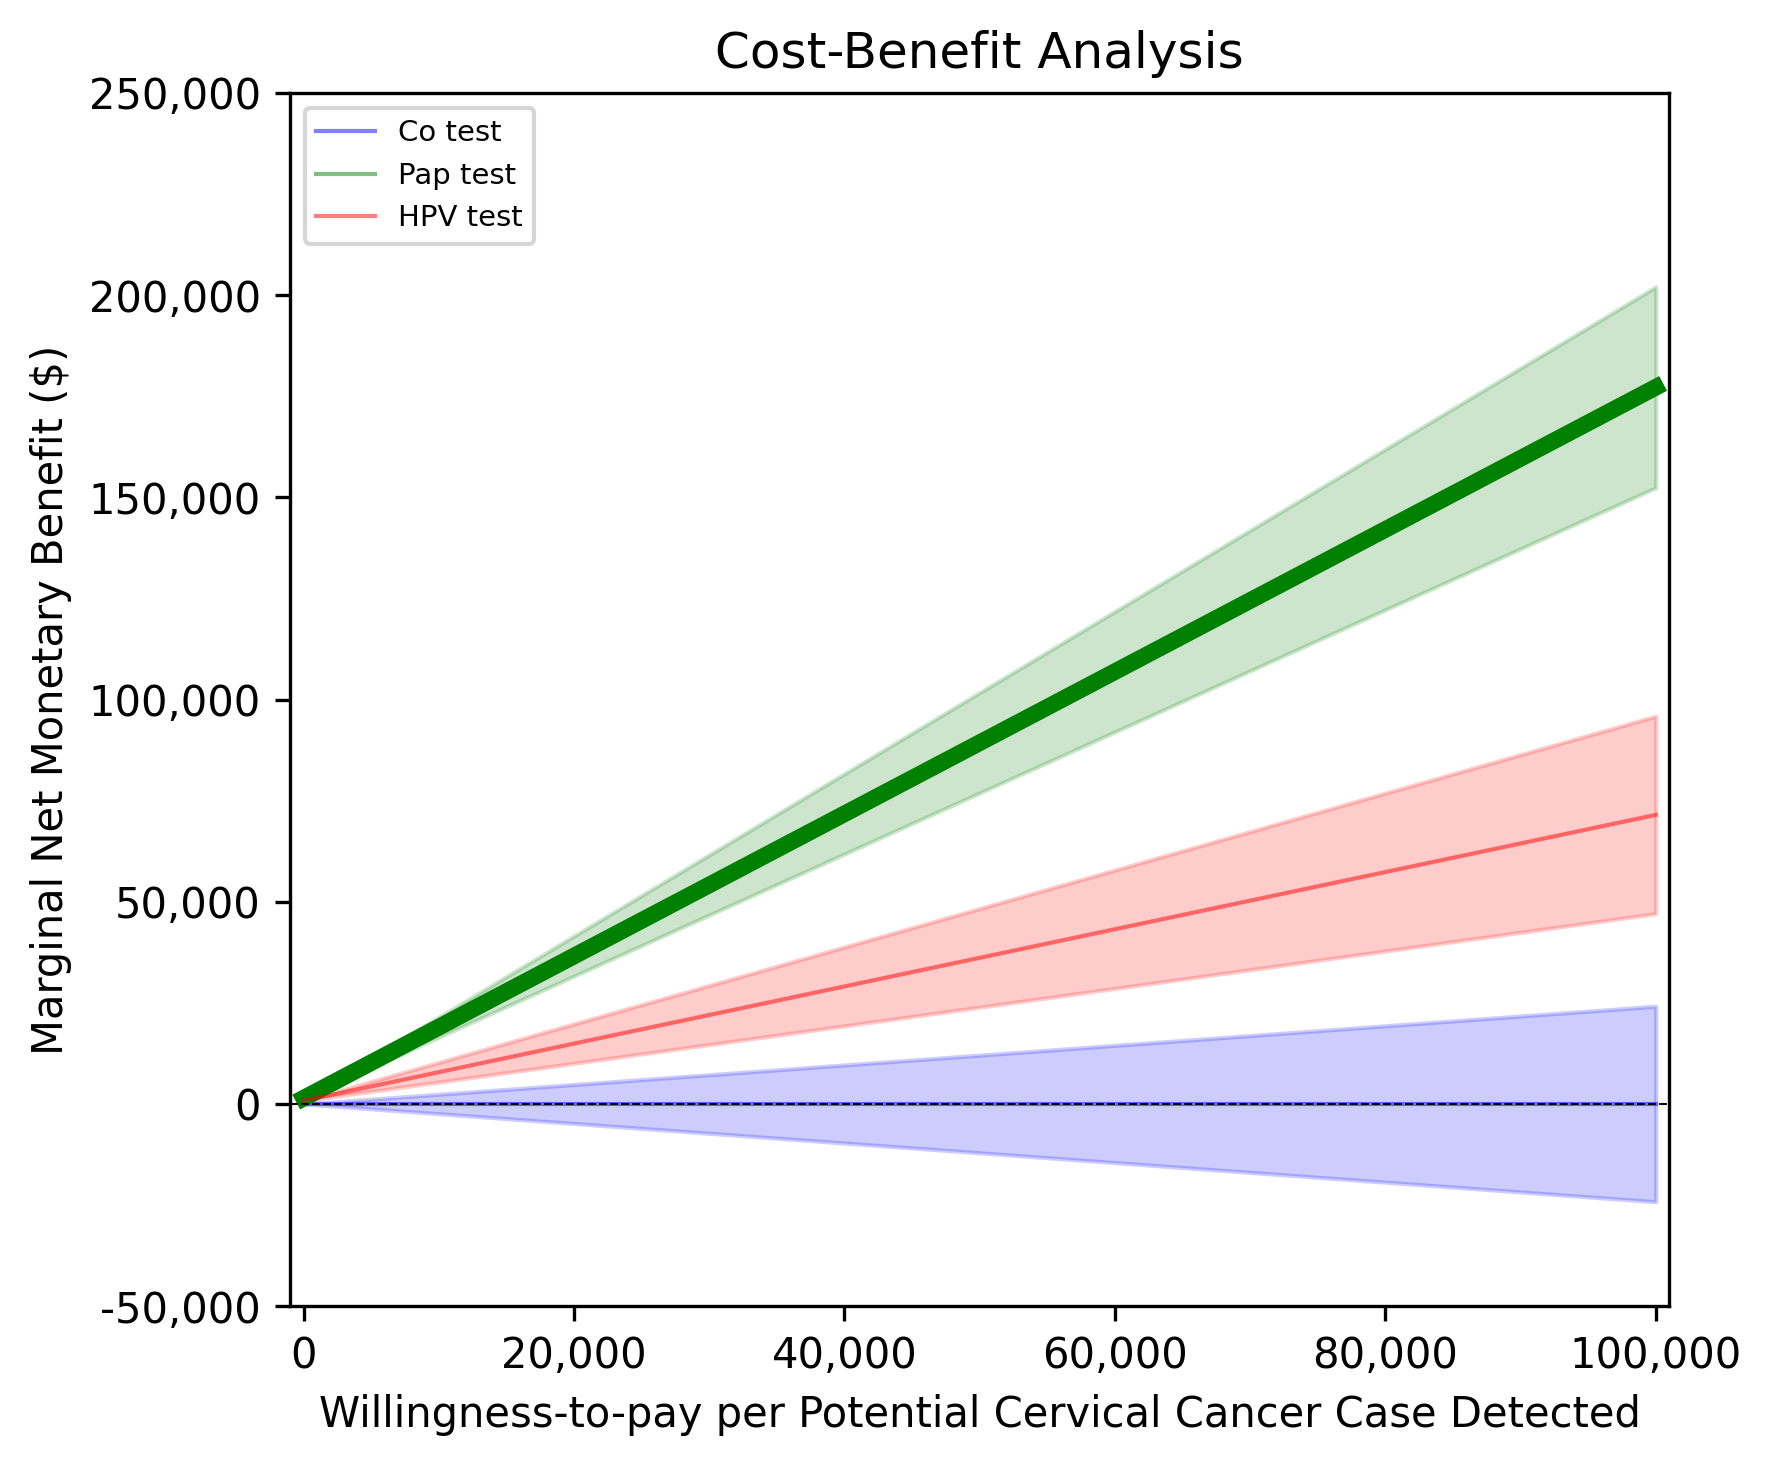 Cost-Benefit Analysis
Co test
Pap test
HPV test
Marginal Net Monetary Benefit ($)
250,000
200,000
150,000
100,000
50,000
0
-50,000
0 20,000 40,000 60,000 80,000 100,000
Willingness-to-pay per Potential Cervical Cancer Case Detected